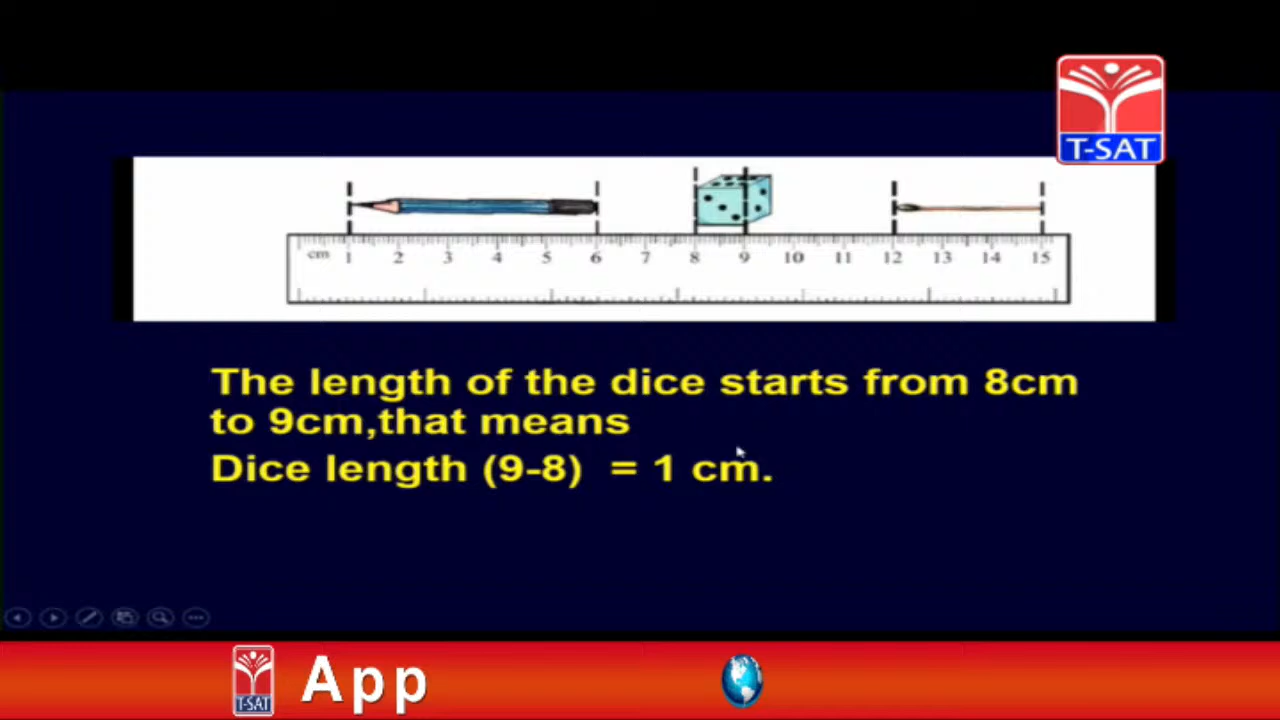 T-SAT
cm 1 2 3 4 5 6 7 8 9 10 11 12 13 14 15
The length of the dice starts from 8cm
to 9cm,that means
Dice length (9-8) = 1 cm.
T-SAT App